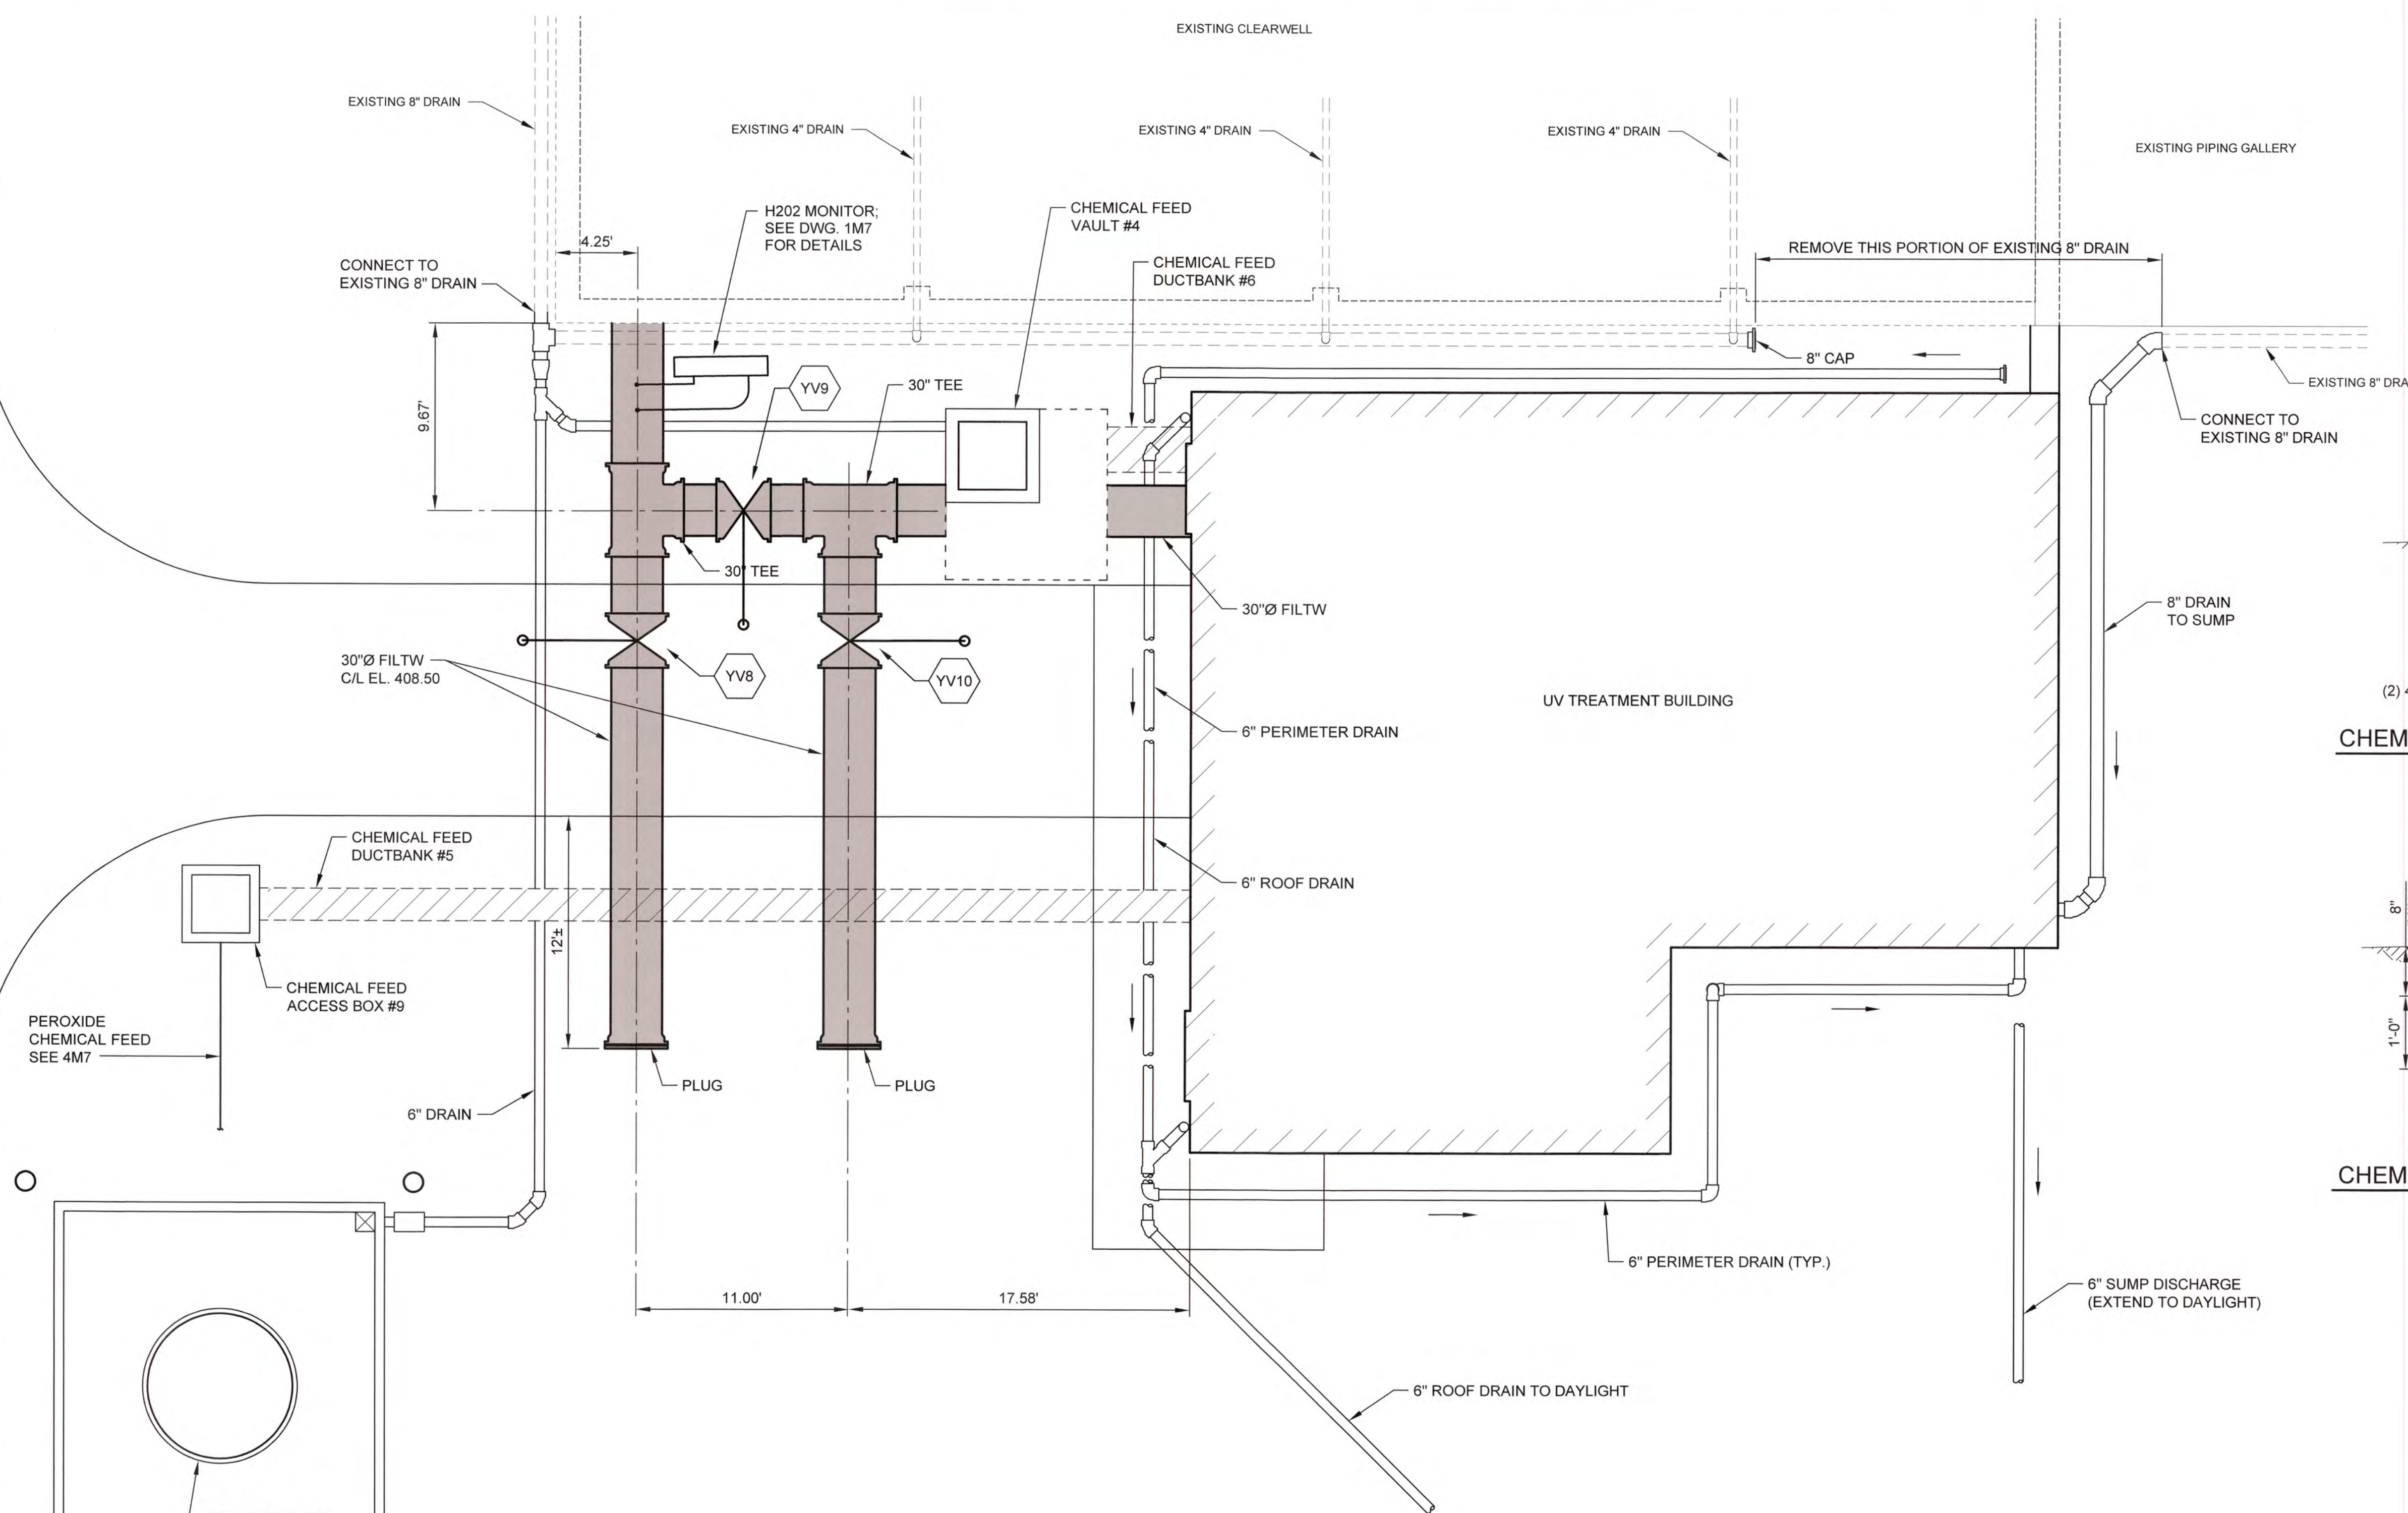 EXISTING CLEARWELL
EXISTING 8" DRAIN
EXISTING 4" DRAIN
EXISTING 4" DRAIN
EXISTING 4" DRAIN
EXISTING PIPING GALLERY
H202 MONITOR;
SEE DWG. 1M7
FOR DETAILS
CHEMICAL FEED
VAULT #4
4.25'
REMOVE THIS PORTION OF EXISTING 8" DRAIN
CONNECT TO
EXISTING 8" DRAIN
CHEMICAL FEED
DUCTBANK #6
8" CAP
YV9
30" TEE
EXISTING 8" DRA
9.67'
CONNECT TO
EXISTING 8" DRAIN
30" TEE
30"Ø FILTW
8" DRAIN
TO SUMP
30"Ø FILTW
C/L EL. 408.50
YV8
YV10
(2) 4
UV TREATMENT BUILDING
6" PERIMETER DRAIN
CHEM
CHEMICAL FEED
DUCTBANK #5
6" ROOF DRAIN
8"
12'±
CHEMICAL FEED
ACCESS BOX #9
PEROXIDE
CHEMICAL FEED
SEE 4M7
1'-0"
PLUG
PLUG
6" DRAIN
CHEM
6" PERIMETER DRAIN (TYP.)
6" SUMP DISCHARGE
(EXTEND TO DAYLIGHT)
11.00'
17.58'
6" ROOF DRAIN TO DAYLIGHT